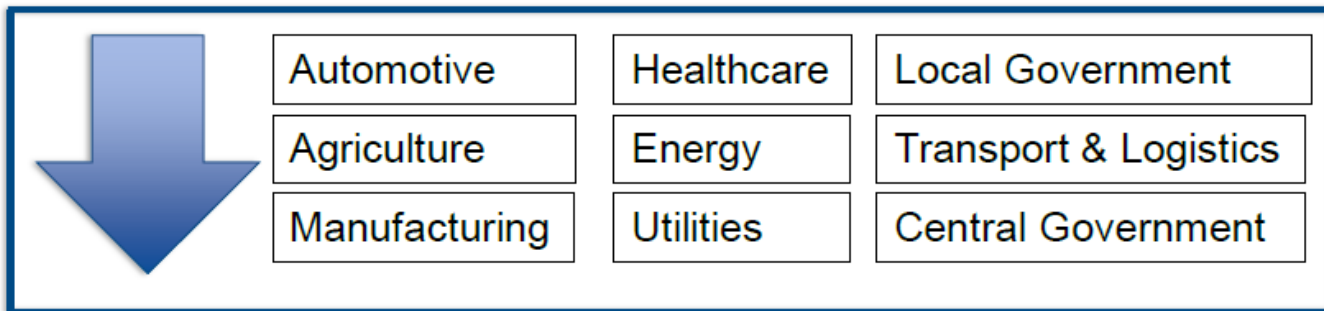 Automotive
Healthcare
Local Government
Agriculture
Energy
Transport & Logistics
Manufacturing
Utilities
Central Government